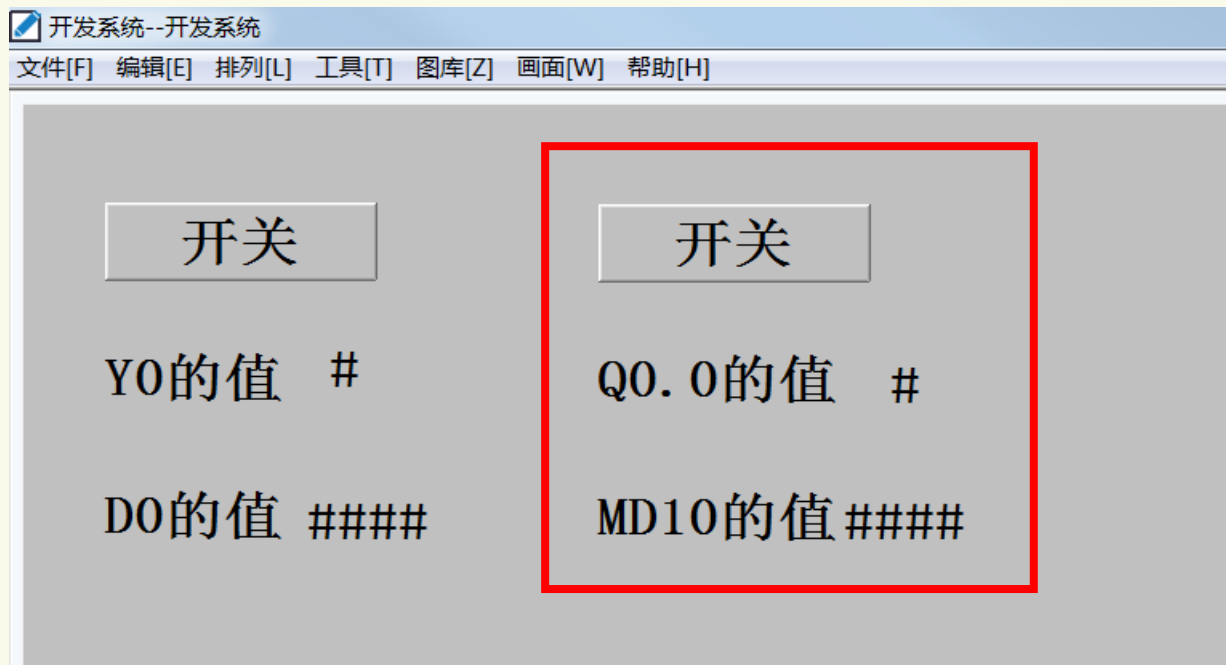 开发系统--开发系统
文件[F] 编辑[E] 排列[L] 工具[T] 图库[Z] 画面[W] 帮助[H]
开关 开关
Y0的值 # Q0.0的值 #
D0的值 #### MD10的值####